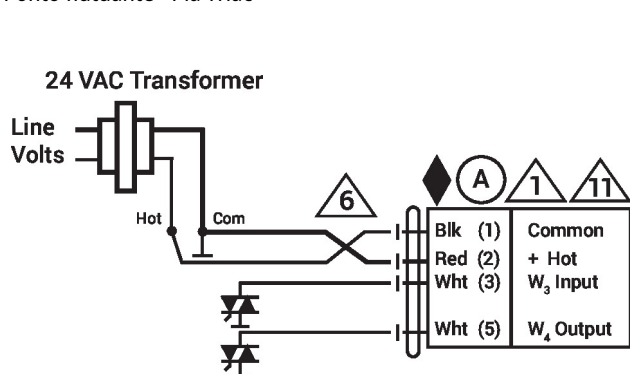 24 VAC Transformer
Line
Volts
Hot
Com
6
A
1
11
Blk (1) Common
Red (2) + Hot
Wht (3) W₃ Input
Wht (5) W₄ Output